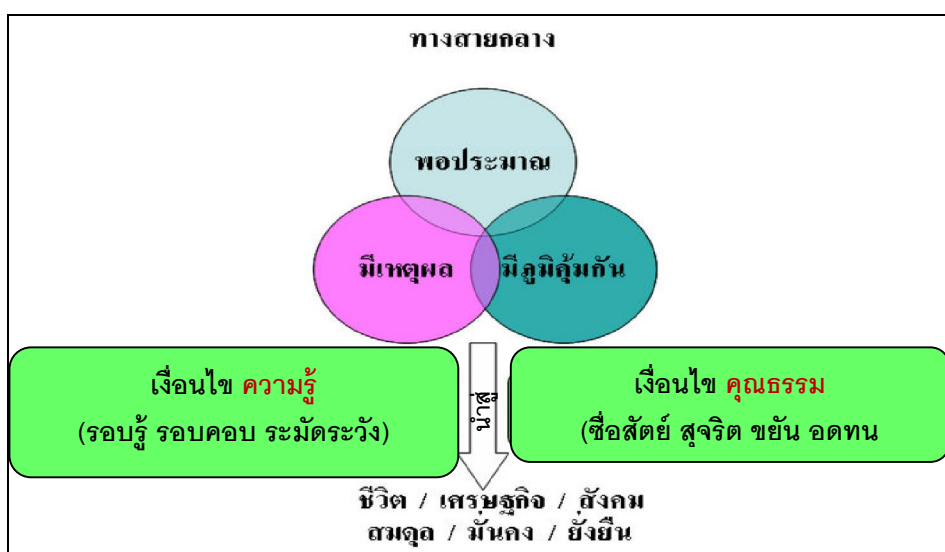 ทางสายกลาง
พอประมาณ
มีเหตุผล
มีภูมิคุ้มกัน
เงื่อนไข ความรู้
(รอบรู้ รอบคอบ ระมัดระวัง)
นำสู่
เงื่อนไข คุณธรรม
(ซื่อสัตย์ สุจริต ขยัน อดทน
ชีวิต / เศรษฐกิจ / สังคม
สมดุล / มั่นคง / ยั่งยืน